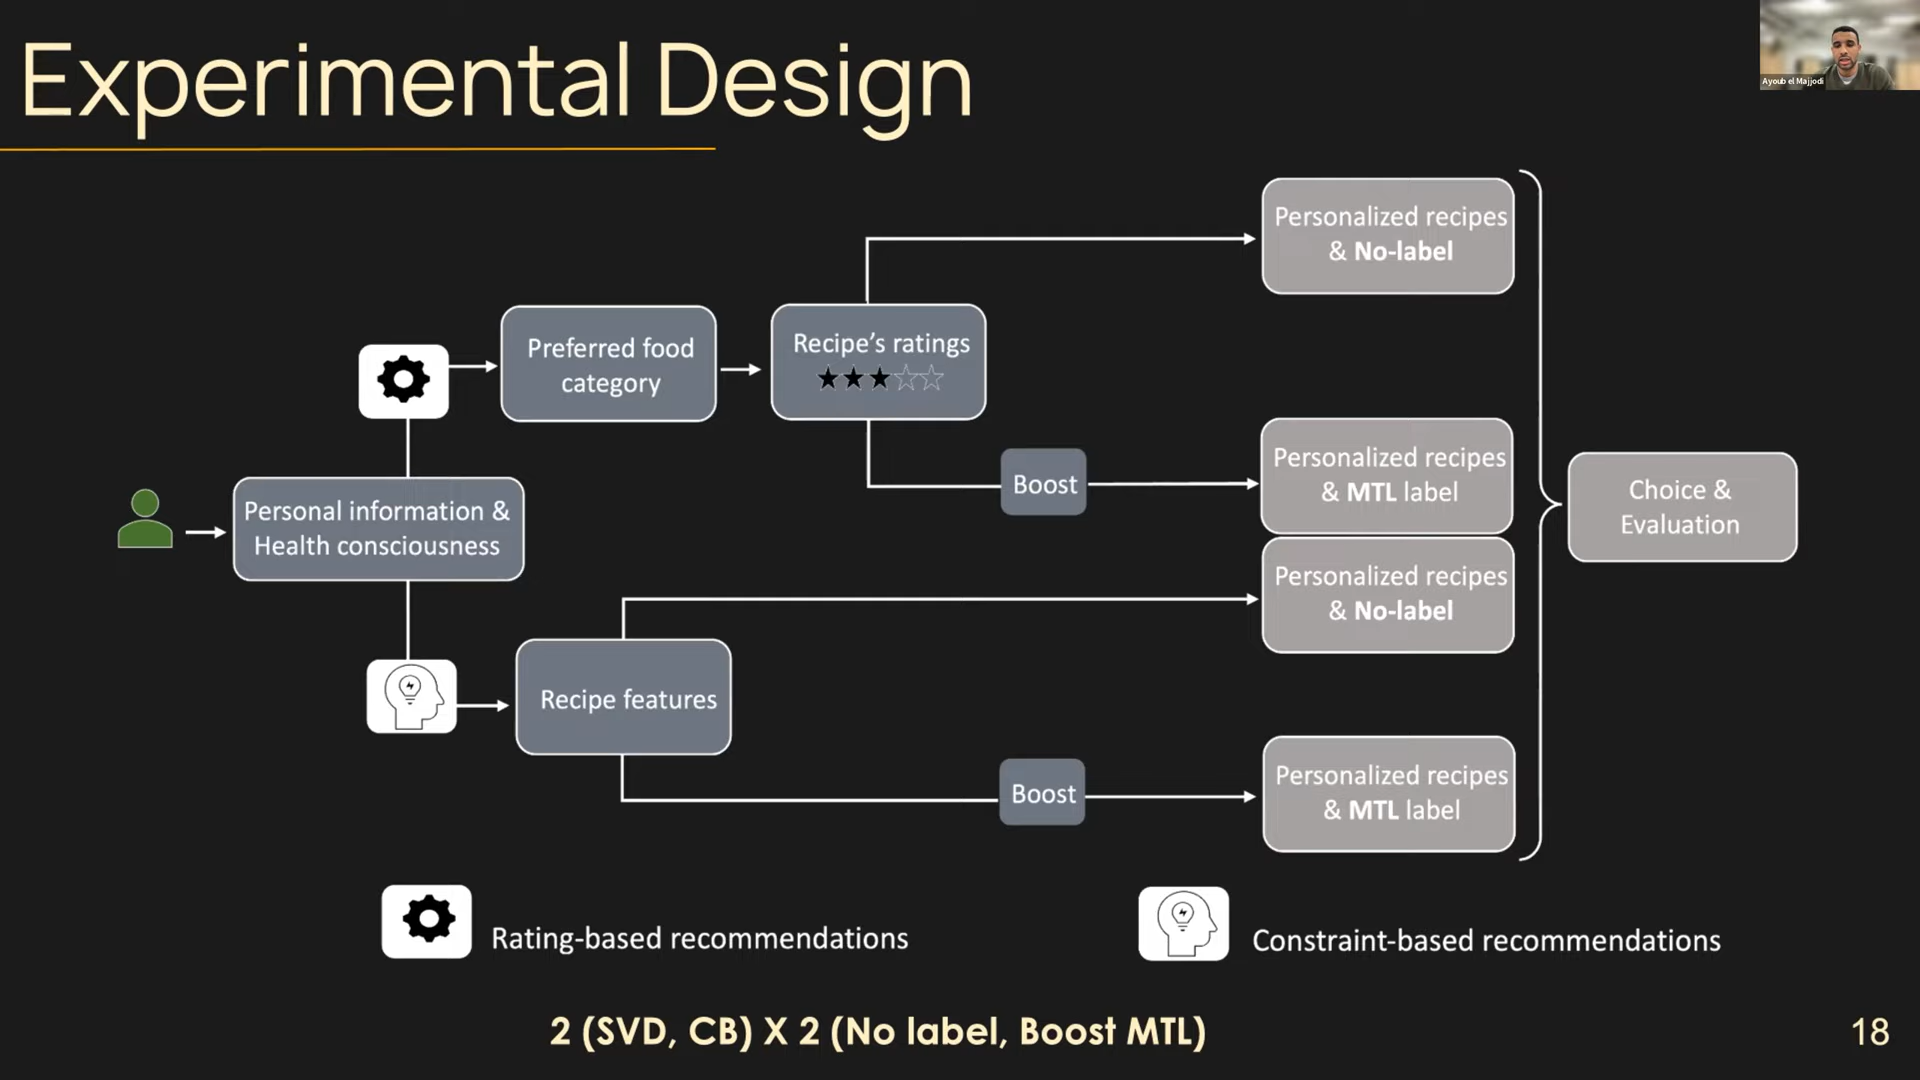 Experimental Design
Ayoub el Majjodi
Personalized recipes
& No-label
Preferred food
category
Recipe's ratings
Personal information &
Health consciousness
Boost
Personalized recipes
& MTL label
Choice &
Evaluation
Personalized recipes
& No-label
Recipe features
Boost
Personalized recipes
& MTL label
Rating-based recommendations
Constraint-based recommendations
2 (SVD, CB) X 2 (No label, Boost MTL)
18